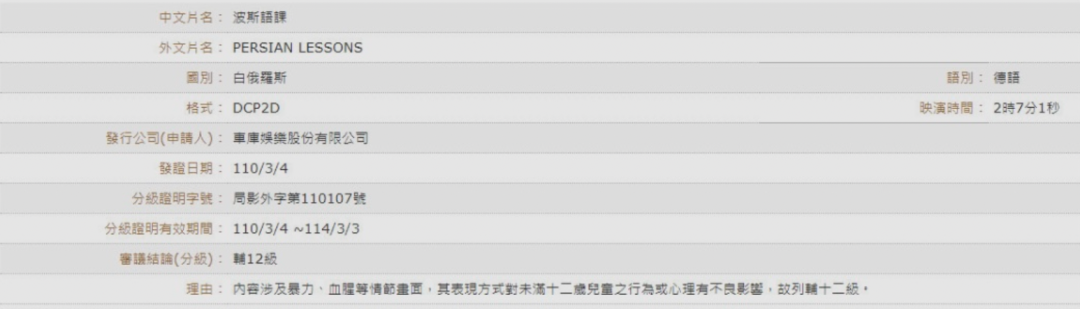 中文片名： 波斯語課
外文片名： PERSIAN LESSONS
國別： 白俄羅斯 語別： 德語
格式： DCP2D 映演時間： 2時7分1秒
發行公司(申請人)： 車庫娛樂股份有限公司
發證日期： 110/3/4
分級證明字號： 局影外字第110107號
分級證明有效期間： 110/3/4 ~114/3/3
審議結論(分級)： 輔12級
理由： 內容涉及暴力、血腥等情節畫面，其表現方式對未滿十二歲兒童之行為或心理有不良影響，故列輔十二級。